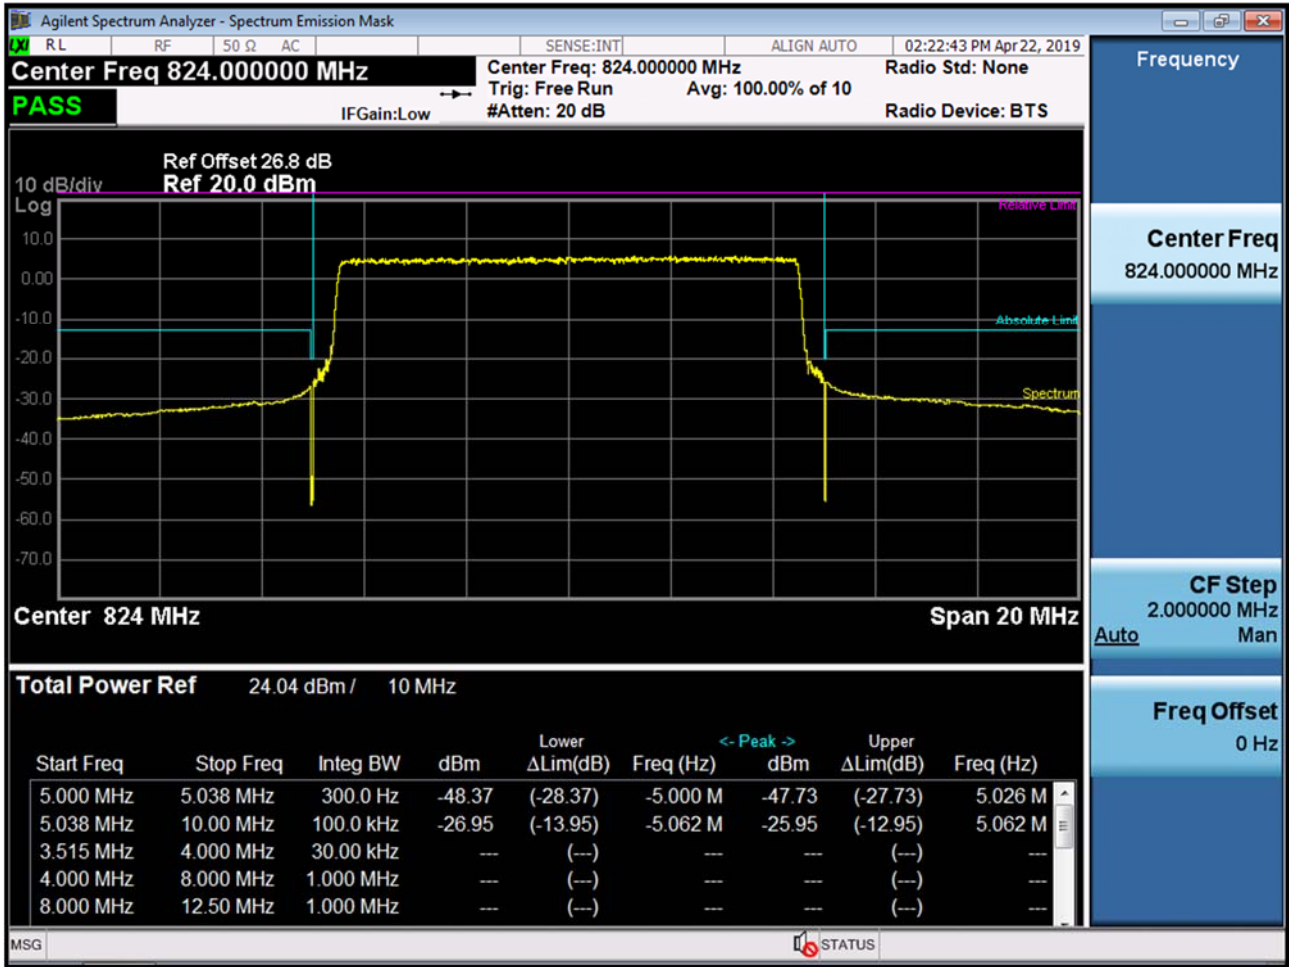 Agilent Spectrum Analyzer - Spectrum Emission Mask
LXI RL RF 50 Ω AC SENSE:INT ALIGN AUTO 02:22:43 PM Apr 22, 2019
Center Freq 824.000000 MHz
Center Freq: 824.000000 MHz Radio Std: None
Trig: Free Run Avg: 100.00% of 10
PASS IFGain:Low #Atten: 20 dB Radio Device: BTS
Ref Offset 26.8 dB
10 dB/div Ref 20.0 dBm
Log
Relative Limit
10.0
0.00
-10.0
Absolute Limit
-20.0
-30.0
Spectrum
-40.0
-50.0
-60.0
-70.0
Center 824 MHz Span 20 MHz
Total Power Ref 24.04 dBm / 10 MHz
Lower <- Peak -> Upper
Start Freq Stop Freq Integ BW dBm ΔLim(dB) Freq (Hz) dBm ΔLim(dB) Freq (Hz)
5.000 MHz 5.038 MHz 300.0 Hz -48.37 (-28.37) -5.000 M -47.73 (-27.73) 5.026 M
5.038 MHz 10.00 MHz 100.0 kHz -26.95 (-13.95) -5.062 M -25.95 (-12.95) 5.062 M
3.515 MHz 4.000 MHz 30.00 kHz --- (---) --- --- (---) ---
4.000 MHz 8.000 MHz 1.000 MHz --- (---) --- --- (---) ---
8.000 MHz 12.50 MHz 1.000 MHz --- (---) --- --- (---) ---
MSG STATUS
Frequency
Center Freq
824.000000 MHz
CF Step
2.000000 MHz
Auto Man
Freq Offset
0 Hz